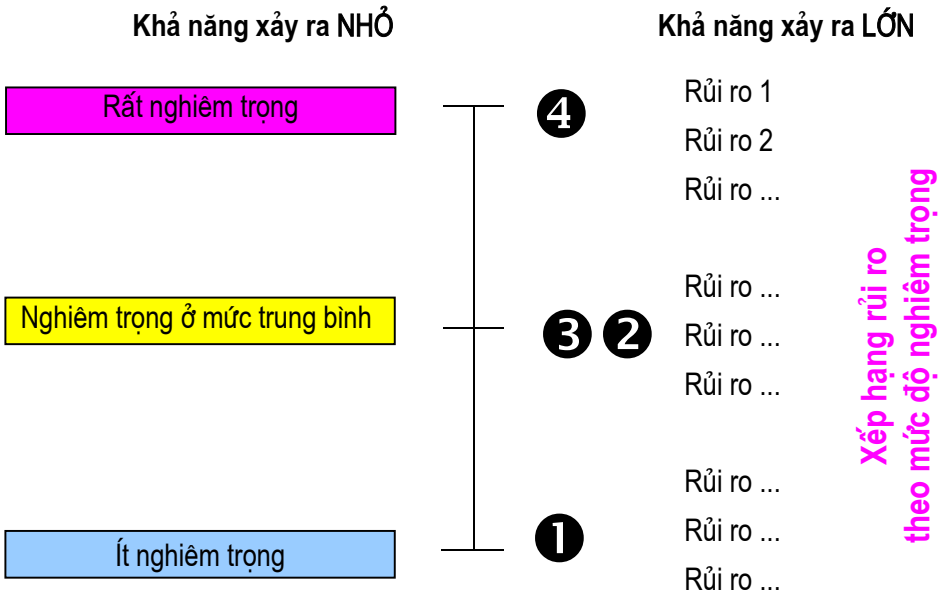 Khả năng xảy ra NHỎ
Khả năng xảy ra LỚN
Rất nghiêm trọng
❹
Rủi ro 1
Rủi ro 2
Rủi ro ...
Nghiêm trọng ở mức trung bình
❸ ❷
Rủi ro ...
Rủi ro ...
Rủi ro ...
Ít nghiêm trọng
❶
Rủi ro ...
Rủi ro ...
Rủi ro ...
Xếp hạng rủi ro
theo mức độ nghiêm trọng